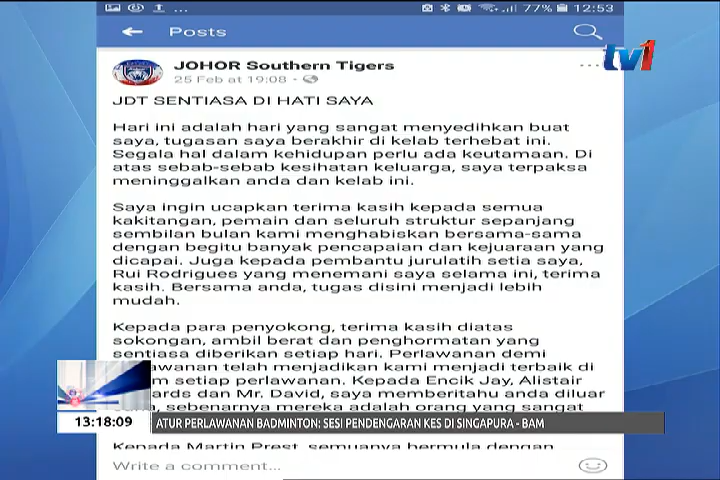 ... 77% 12:53
Posts
tv1
JOHOR Southern Tigers
25 Feb at 19:08 ·
JDT SENTIASA DI HATI SAYA
Hari ini adalah hari yang sangat menyedihkan buat
saya, tugasan saya berakhir di kelab terhebat ini.
Segala hal dalam kehidupan perlu ada keutamaan. Di
atas sebab-sebab kesihatan keluarga, saya terpaksa
meninggalkan anda dan kelab ini.
Saya ingin ucapkan terima kasih kepada semua
kakitangan, pemain dan seluruh struktur sepanjang
sembilan bulan kami menghabiskan bersama-sama
dengan begitu banyak pencapaian dan kejuaraan yang
dicapai. Juga kepada pembantu jurulatih setia saya,
Rui Rodrigues yang menemani saya selama ini, terima
kasih. Bersama anda, tugas disini menjadi lebih
mudah.
Kepada para penyokong, terima kasih diatas
sokongan, ambil berat dan penghormatan yang
sentiasa diberikan setiap hari. Perlawanan demi
lawanan telah menjadikan kami menjadi terbaik di
setiap perlawanan. Kepada Encik Jay, Alistair
ards dan Mr. David, saya memberitahu anda diluar
sebenarnya mereka adalah orang yang sangat
13:18:09
ATUR PERLAWANAN BADMINTON: SESI PENDENGARAN KES DI SINGAPURA - BAM
Kepada Martin Prest, semuanya bermula dengan
Write a comment...